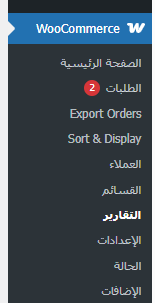 WooCommerce
الصفحة الرئيسية
الطلبات 2
Export Orders
Sort & Display
العملاء
القسائم
التقارير
الإعدادات
الحالة
الإضافات